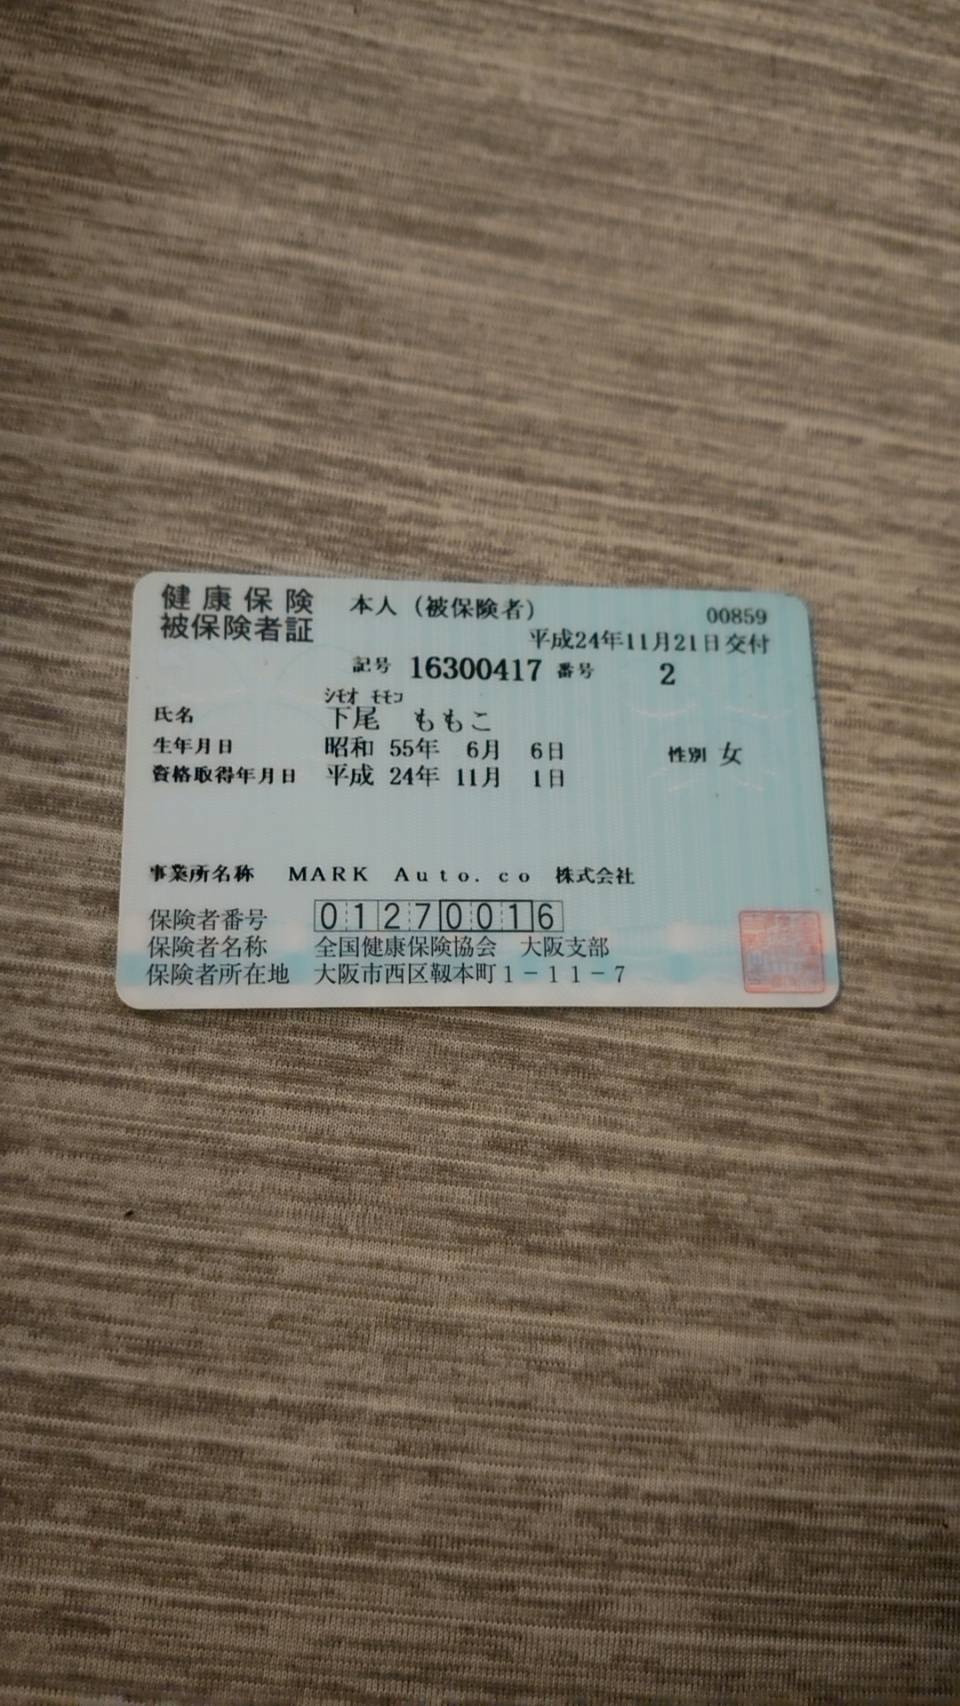 健康保険 本人（被保険者） 00859
被保険者証 平成24年11月21日交付
記号 16300417 番号 2
シモオ モモコ
氏名 下尾 ももこ
生年月日 昭和 55年 6月 6日 性別 女
資格取得年月日 平成 24年 11月 1日
事業所名称 MARK Auto.co 株式会社
保険者番号 01270016
保険者名称 全国健康保険協会 大阪支部
保険者所在地 大阪市西区靱本町1-11-7